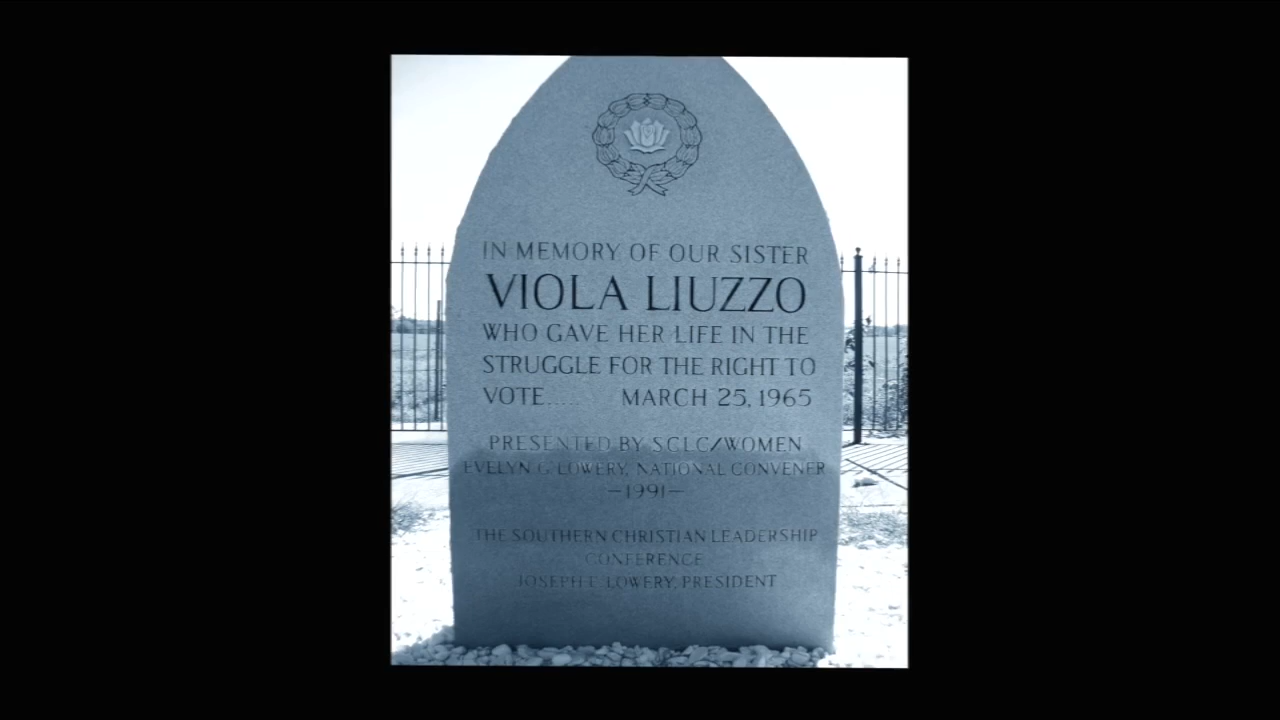 IN MEMORY OF OUR SISTER
VIOLA LIUZZO
WHO GAVE HER LIFE IN THE
STRUGGLE FOR THE RIGHT TO
VOTE..... MARCH 25, 1965
PRESENTED BY SCLC/WOMEN
EVELYN G. LOWERY, NATIONAL CONVENER
—1991—
THE SOUTHERN CHRISTIAN LEADERSHIP
CONFERENCE
JOSEPH E. LOWERY, PRESIDENT